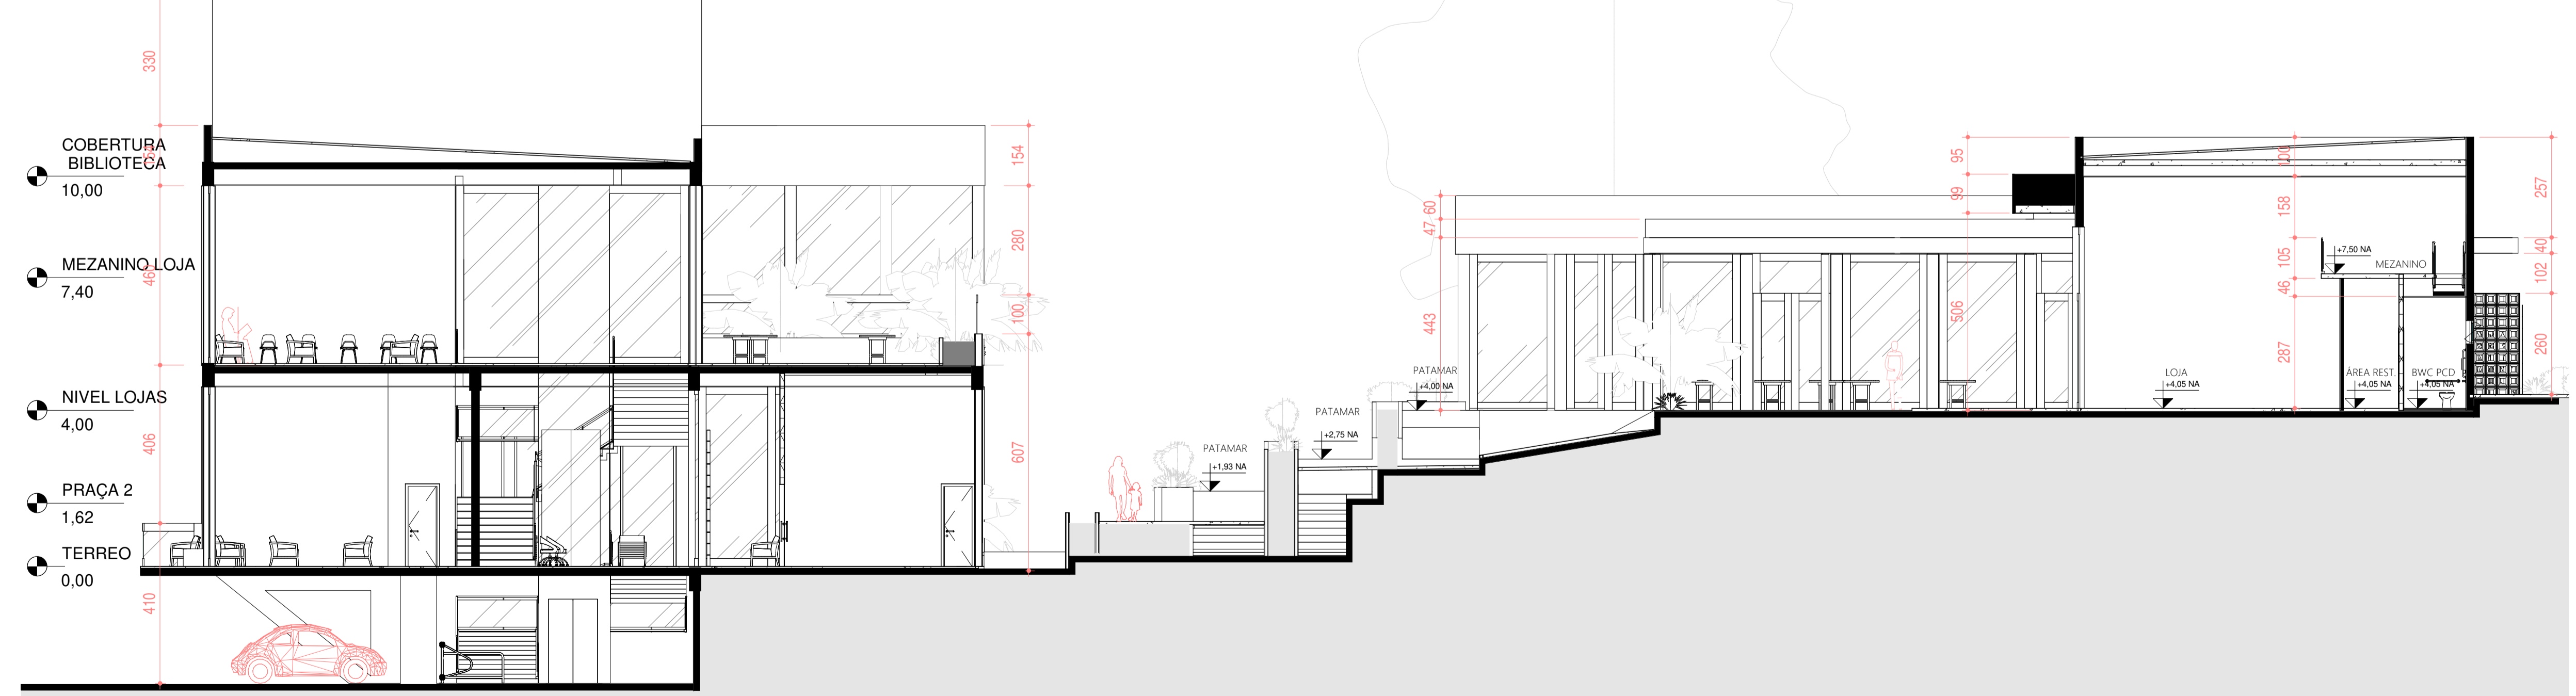 330
COBERTURA
BIBLIOTECA
10,00
MEZANINO LOJA
7,40
460
NIVEL LOJAS
4,00
406
PRAÇA 2
1,62
TERREO
0,00
410
154
280
100
607
PATAMAR
+1,93 NA
PATAMAR
+2,75 NA
PATAMAR
+4,00 NA
60
47
443
95
99
506
LOJA
+4,05 NA
100
158
105
46
287
+7,50 NA
MEZANINO
ÁREA REST.
+4,05 NA
BWC PCD
+4,05 NA
257
40
102
260